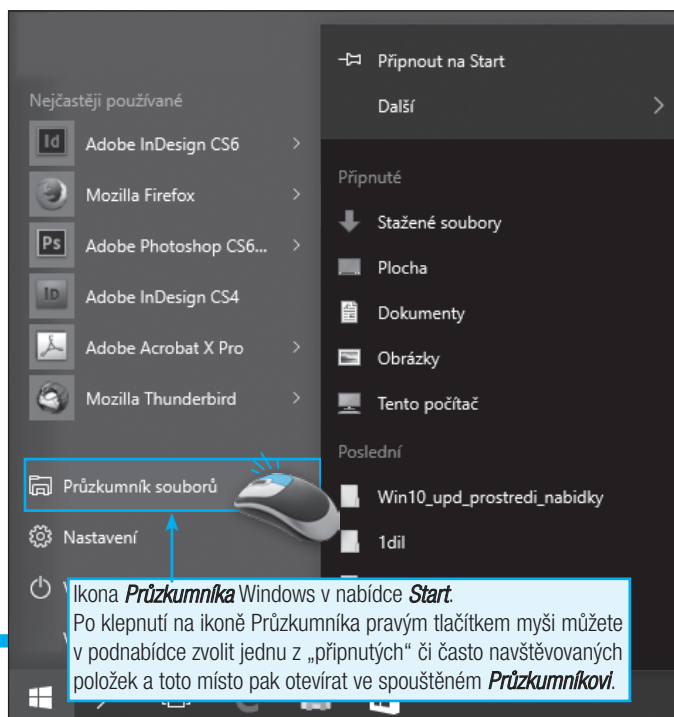 Nejčastěji používané
Adobe InDesign CS6
Mozilla Firefox
Adobe Photoshop CS6...
Adobe InDesign CS4
Adobe Acrobat X Pro
Mozilla Thunderbird
Průzkumník souborů
Nastavení
Připnout na Start
Další
Připnuté
Stažené soubory
Plocha
Dokumenty
Obrázky
Tento počítač
Poslední
Win10_upd_prostredi_nabidky
1dil
Ikona Průzkumníka Windows v nabídce Start.
Po klepnutí na ikoně Průzkumníka pravým tlačítkem myši můžete
v podnabídce zvolit jednu z „připnutých“ či často navštěvovaných
položek a toto místo pak otevírat ve spouštěném Průzkumníkovi.